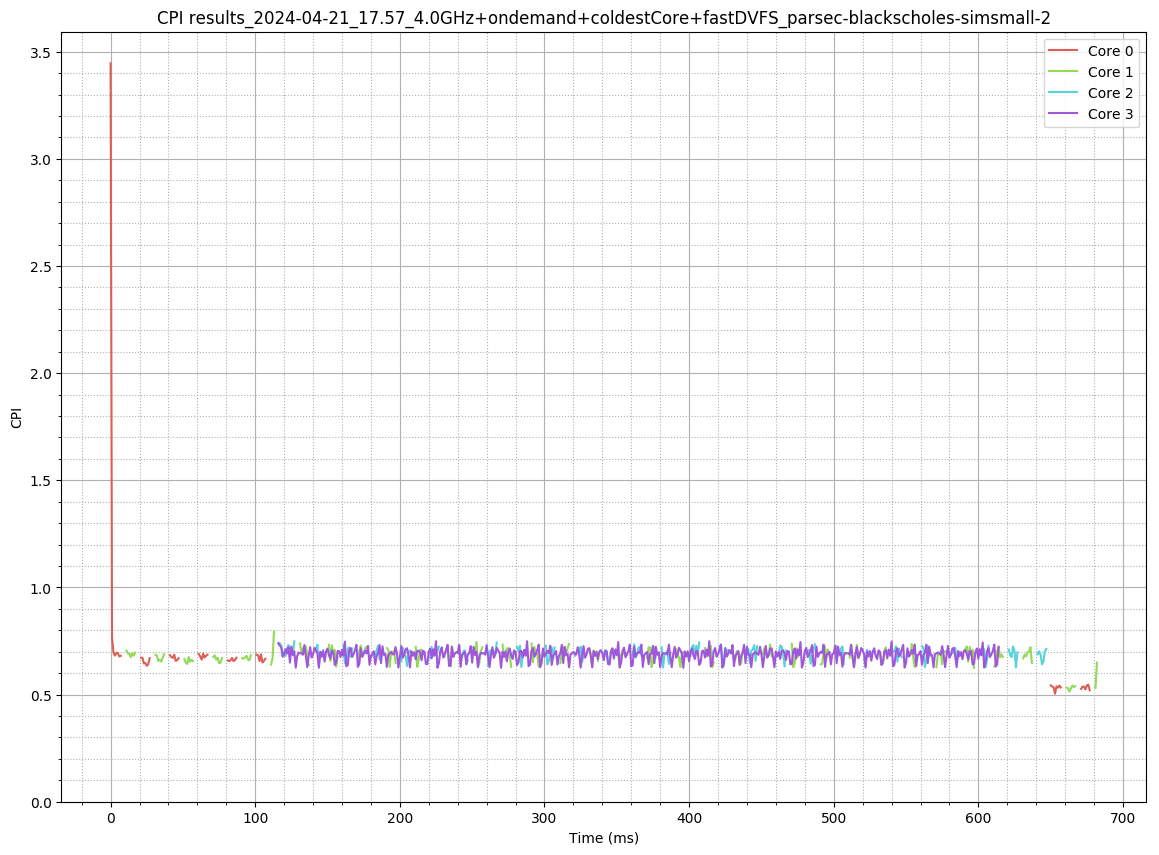 CPI results_2024-04-21_17.57_4.0GHz+ondemand+coldestCore+fastDVFS_parsec-blackscholes-simsmall-2
Core 0
Core 1
Core 2
Core 3
CPI
3.5
3.0
2.5
2.0
1.5
1.0
0.5
0.0
0 100 200 300 400 500 600 700
Time (ms)